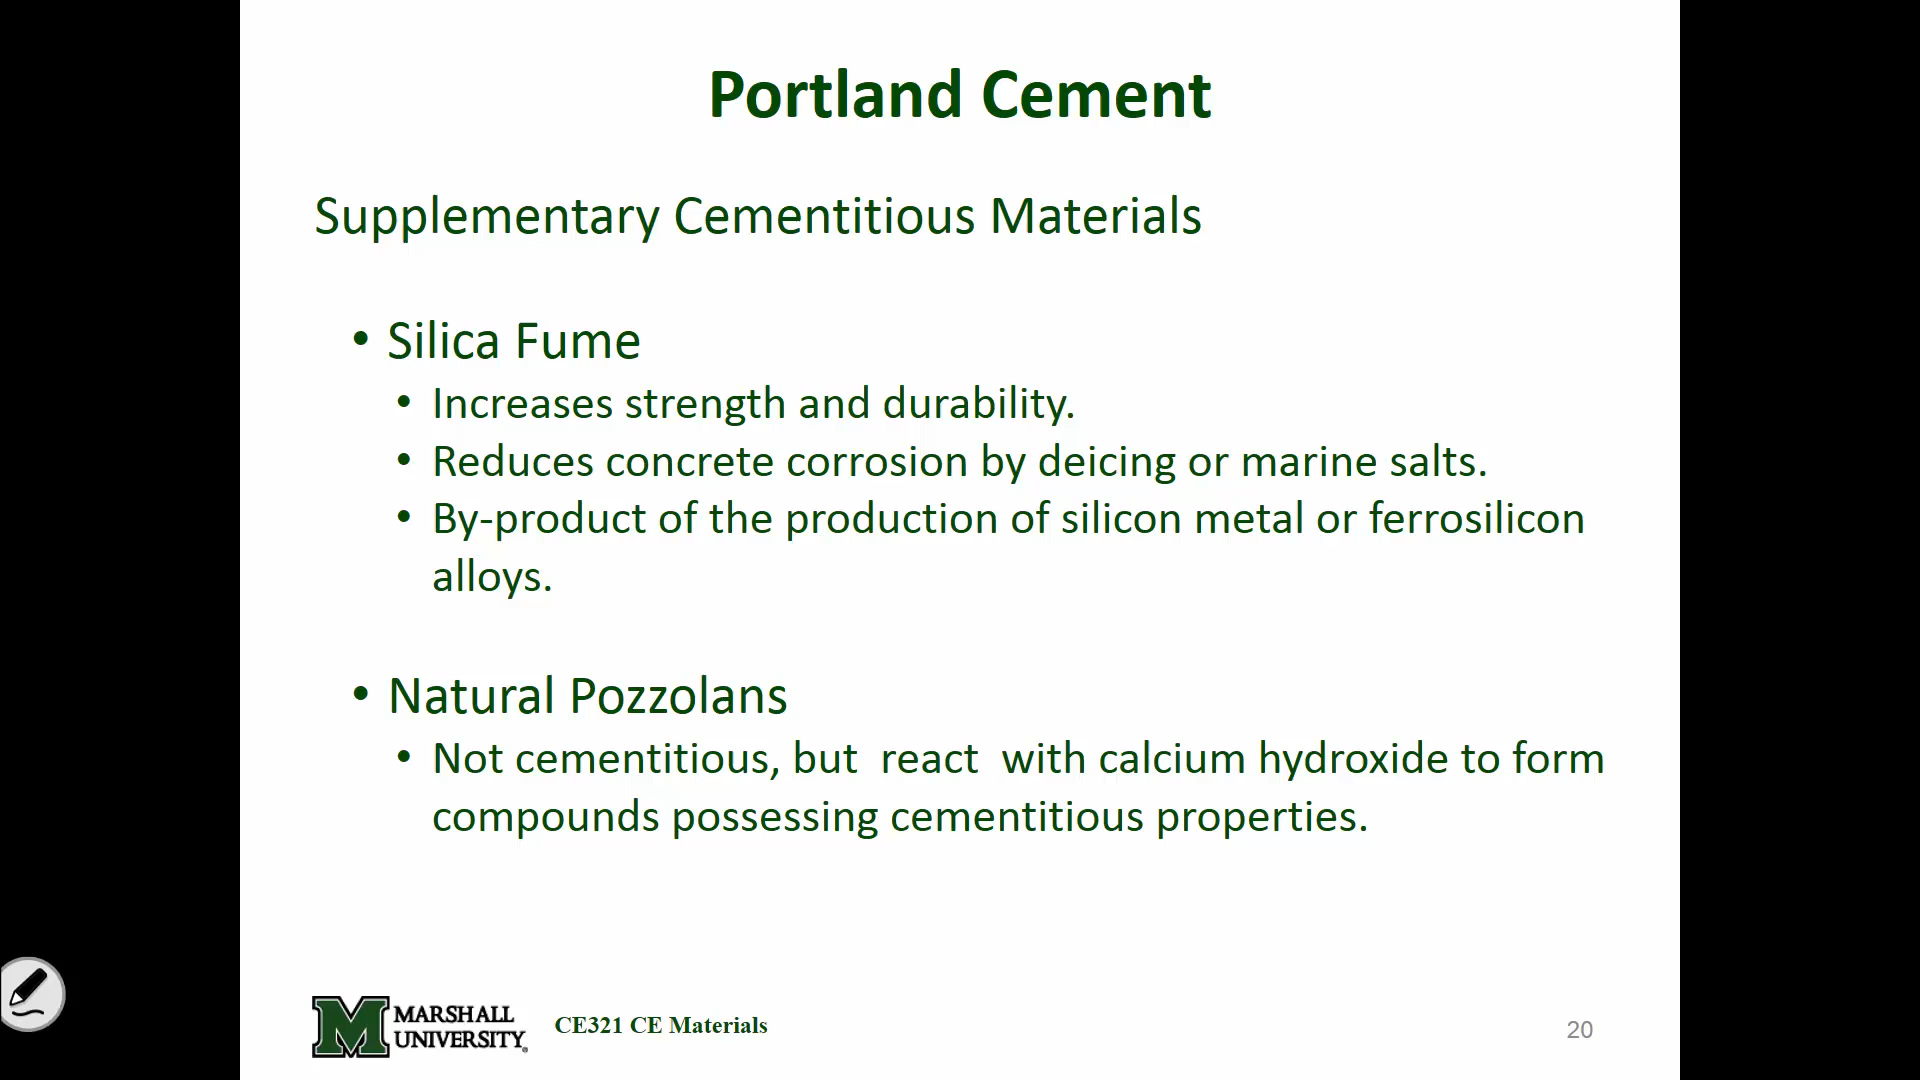 Portland Cement
Supplementary Cementitious Materials
• Silica Fume
• Increases strength and durability.
• Reduces concrete corrosion by deicing or marine salts.
• By-product of the production of silicon metal or ferrosilicon
alloys.
• Natural Pozzolans
• Not cementitious, but  react  with calcium hydroxide to form
compounds possessing cementitious properties.
M MARSHALL
UNIVERSITY®
CE321 CE Materials
20